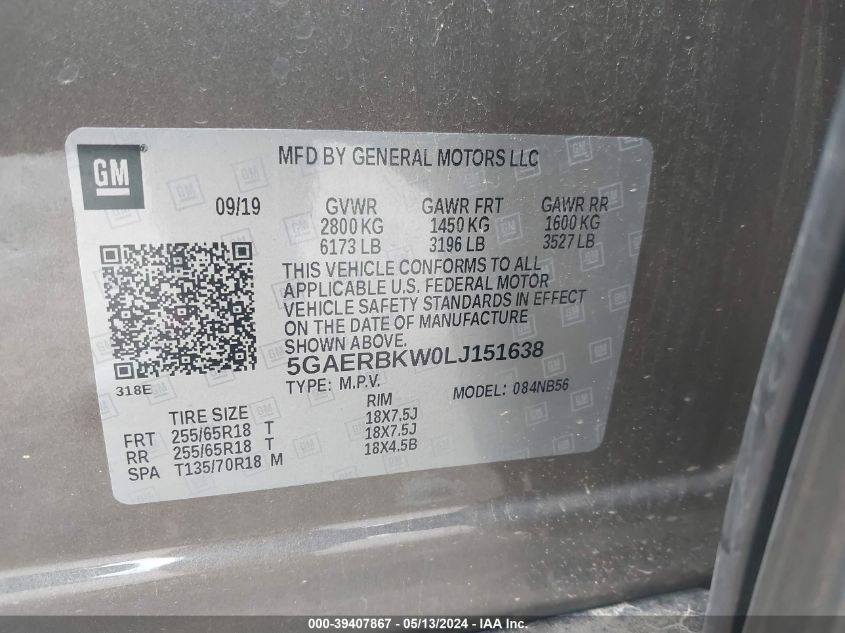 GM
MFD BY GENERAL MOTORS LLC
09/19 GVWR GAWR FRT GAWR RR
2800 KG 1450 KG 1600 KG
6173 LB 3196 LB 3527 LB
THIS VEHICLE CONFORMS TO ALL
APPLICABLE U.S. FEDERAL MOTOR
VEHICLE SAFETY STANDARDS IN EFFECT
ON THE DATE OF MANUFACTURE
SHOWN ABOVE.
5GAERBKW0LJ151638
318E TYPE: M.P.V. MODEL: 084NB56
TIRE SIZE RIM
FRT 255/65R18 T 18X7.5J
RR 255/65R18 T 18X7.5J
SPA T135/70R18 M 18X4.5B
000-39407867 - 05/13/2024 - IAA Inc.